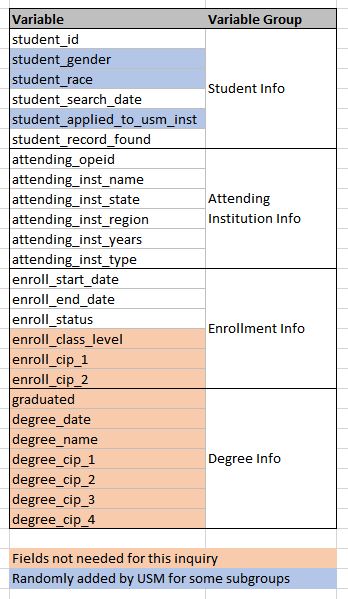 Variable Variable Group
student_id
student_gender
student_race
student_search_date
Student Info
student_applied_to_usm_inst
student_record_found
attending_opeid
attending_inst_name
attending_inst_state
attending_inst_region
attending_inst_years
attending_inst_type
Attending
Institution Info
enroll_start_date
enroll_end_date
enroll_status
enroll_class_level
enroll_cip_1
enroll_cip_2
Enrollment Info
graduated
degree_date
degree_name
degree_cip_1
degree_cip_2
degree_cip_3
degree_cip_4
Degree Info
Fields not needed for this inquiry
Randomly added by USM for some subgroups